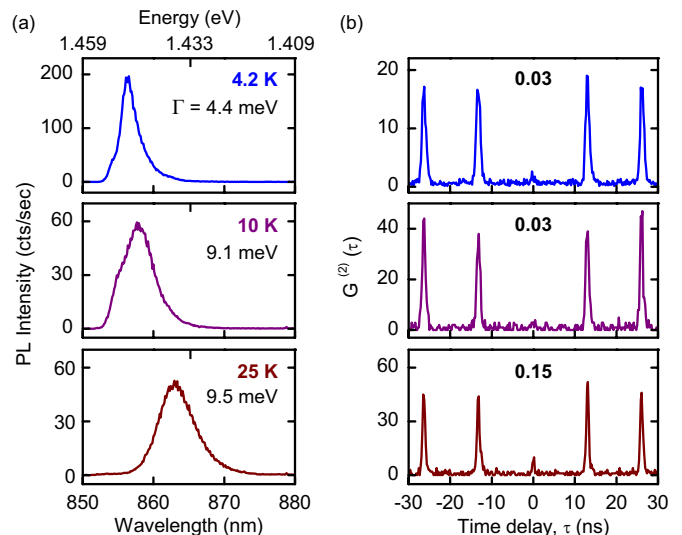 (a)
Energy (eV)
1.459 1.433 1.409
(b)
200
100
0
4.2 K
Γ = 4.4 meV
60
30
0
10 K
9.1 meV
60
30
0
25 K
9.5 meV
PL Intensity (cts/sec)
850 860 870 880
Wavelength (nm)
20
10
0
0.03
40
20
0
0.03
60
30
0
0.15
G⁽²⁾(τ)
-30 -20 -10 0 10 20 30
Time delay, τ (ns)